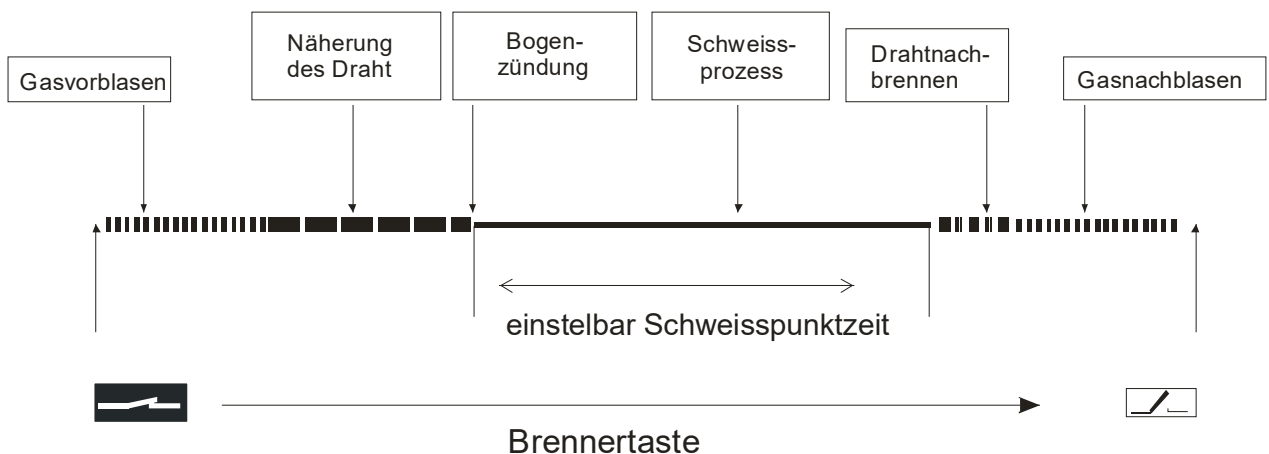 Gasvorblasen
Näherung
des Draht
Bogen-
zündung
Schweiss-
prozess
Drahtnach-
brennen
Gasnachblasen
einstelbar Schweisspunktzeit
Brennertaste